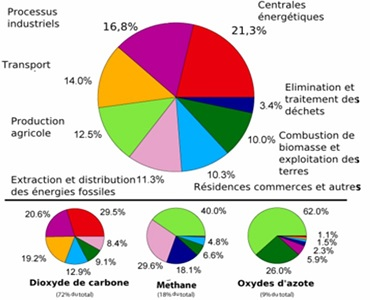 Processus
industriels
16,8%
Centrales
énergétiques
21,3%
Transport
14.0%
Elimination et
traitement des
déchets
3.4%
Production
agricole
12.5%
10.0%
Combustion de
biomasse et
exploitation des
terres
Extraction et distribution
des énergies fossiles
11.3%
10.3%
Résidences commerces et autres
20.6%
29.5%
8.4%
9.1%
12.9%
19.2%
Dioxyde de carbone
(72% du total)
40.0%
4.8%
6.6%
18.1%
29.6%
Méthane
(18% du total)
62.0%
1.1%
1.5%
2.3%
5.9%
26.0%
Oxydes d'azote
(9% du total)